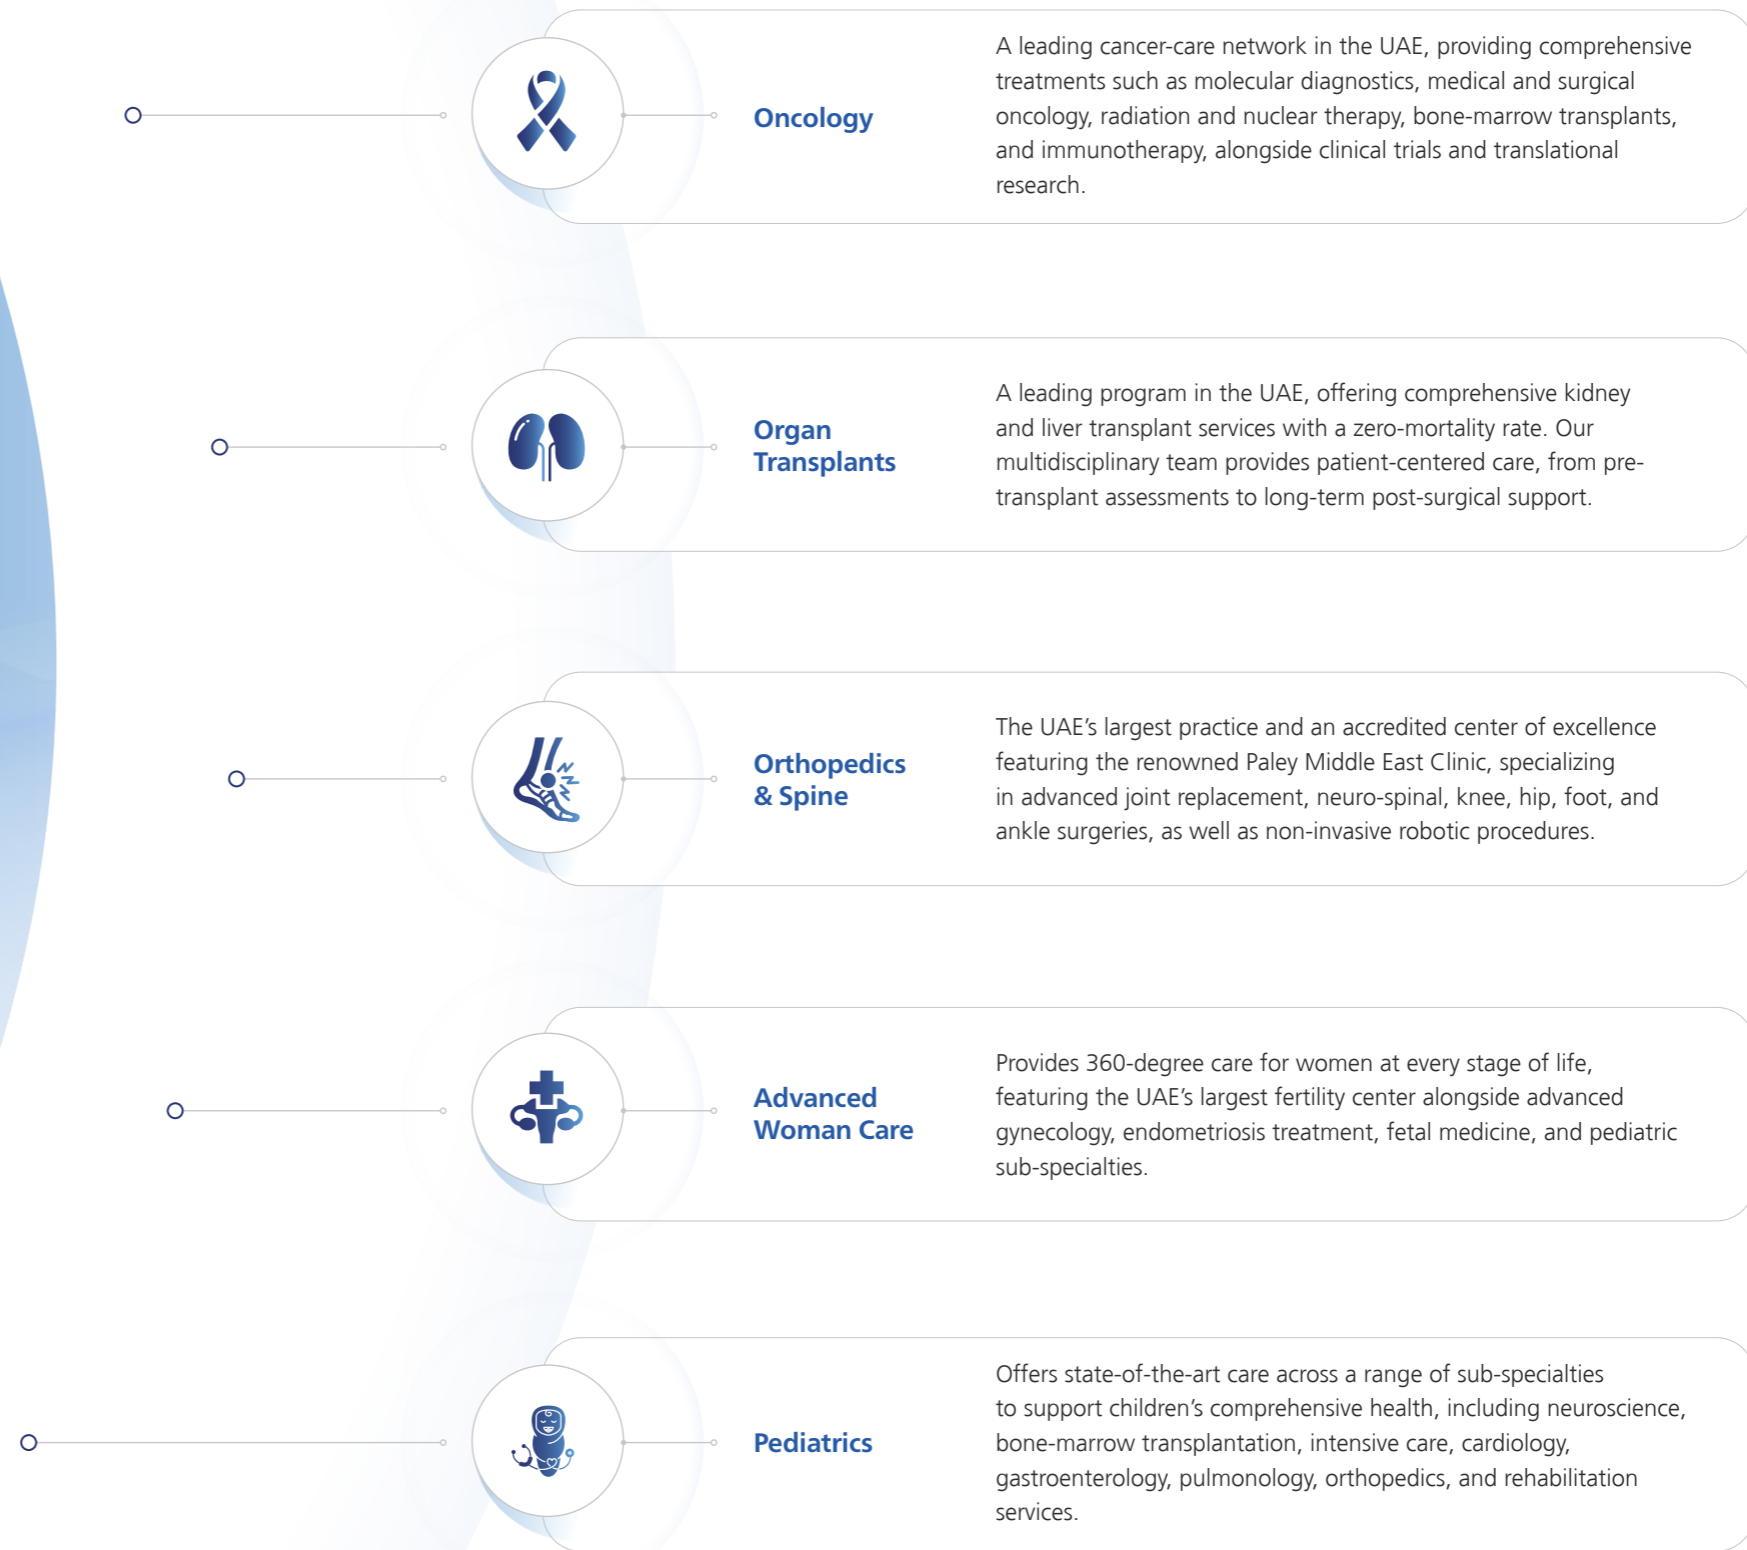 Oncology
A leading cancer-care network in the UAE, providing comprehensive
treatments such as molecular diagnostics, medical and surgical
oncology, radiation and nuclear therapy, bone-marrow transplants,
and immunotherapy, alongside clinical trials and translational
research.
Organ
Transplants
A leading program in the UAE, offering comprehensive kidney
and liver transplant services with a zero-mortality rate. Our
multidisciplinary team provides patient-centered care, from pre-
transplant assessments to long-term post-surgical support.
Orthopedics
& Spine
The UAE’s largest practice and an accredited center of excellence
featuring the renowned Paley Middle East Clinic, specializing
in advanced joint replacement, neuro-spinal, knee, hip, foot, and
ankle surgeries, as well as non-invasive robotic procedures.
Advanced
Woman Care
Provides 360-degree care for women at every stage of life,
featuring the UAE’s largest fertility center alongside advanced
gynecology, endometriosis treatment, fetal medicine, and pediatric
sub-specialties.
Pediatrics
Offers state-of-the-art care across a range of sub-specialties
to support children’s comprehensive health, including neuroscience,
bone-marrow transplantation, intensive care, cardiology,
gastroenterology, pulmonology, orthopedics, and rehabilitation
services.